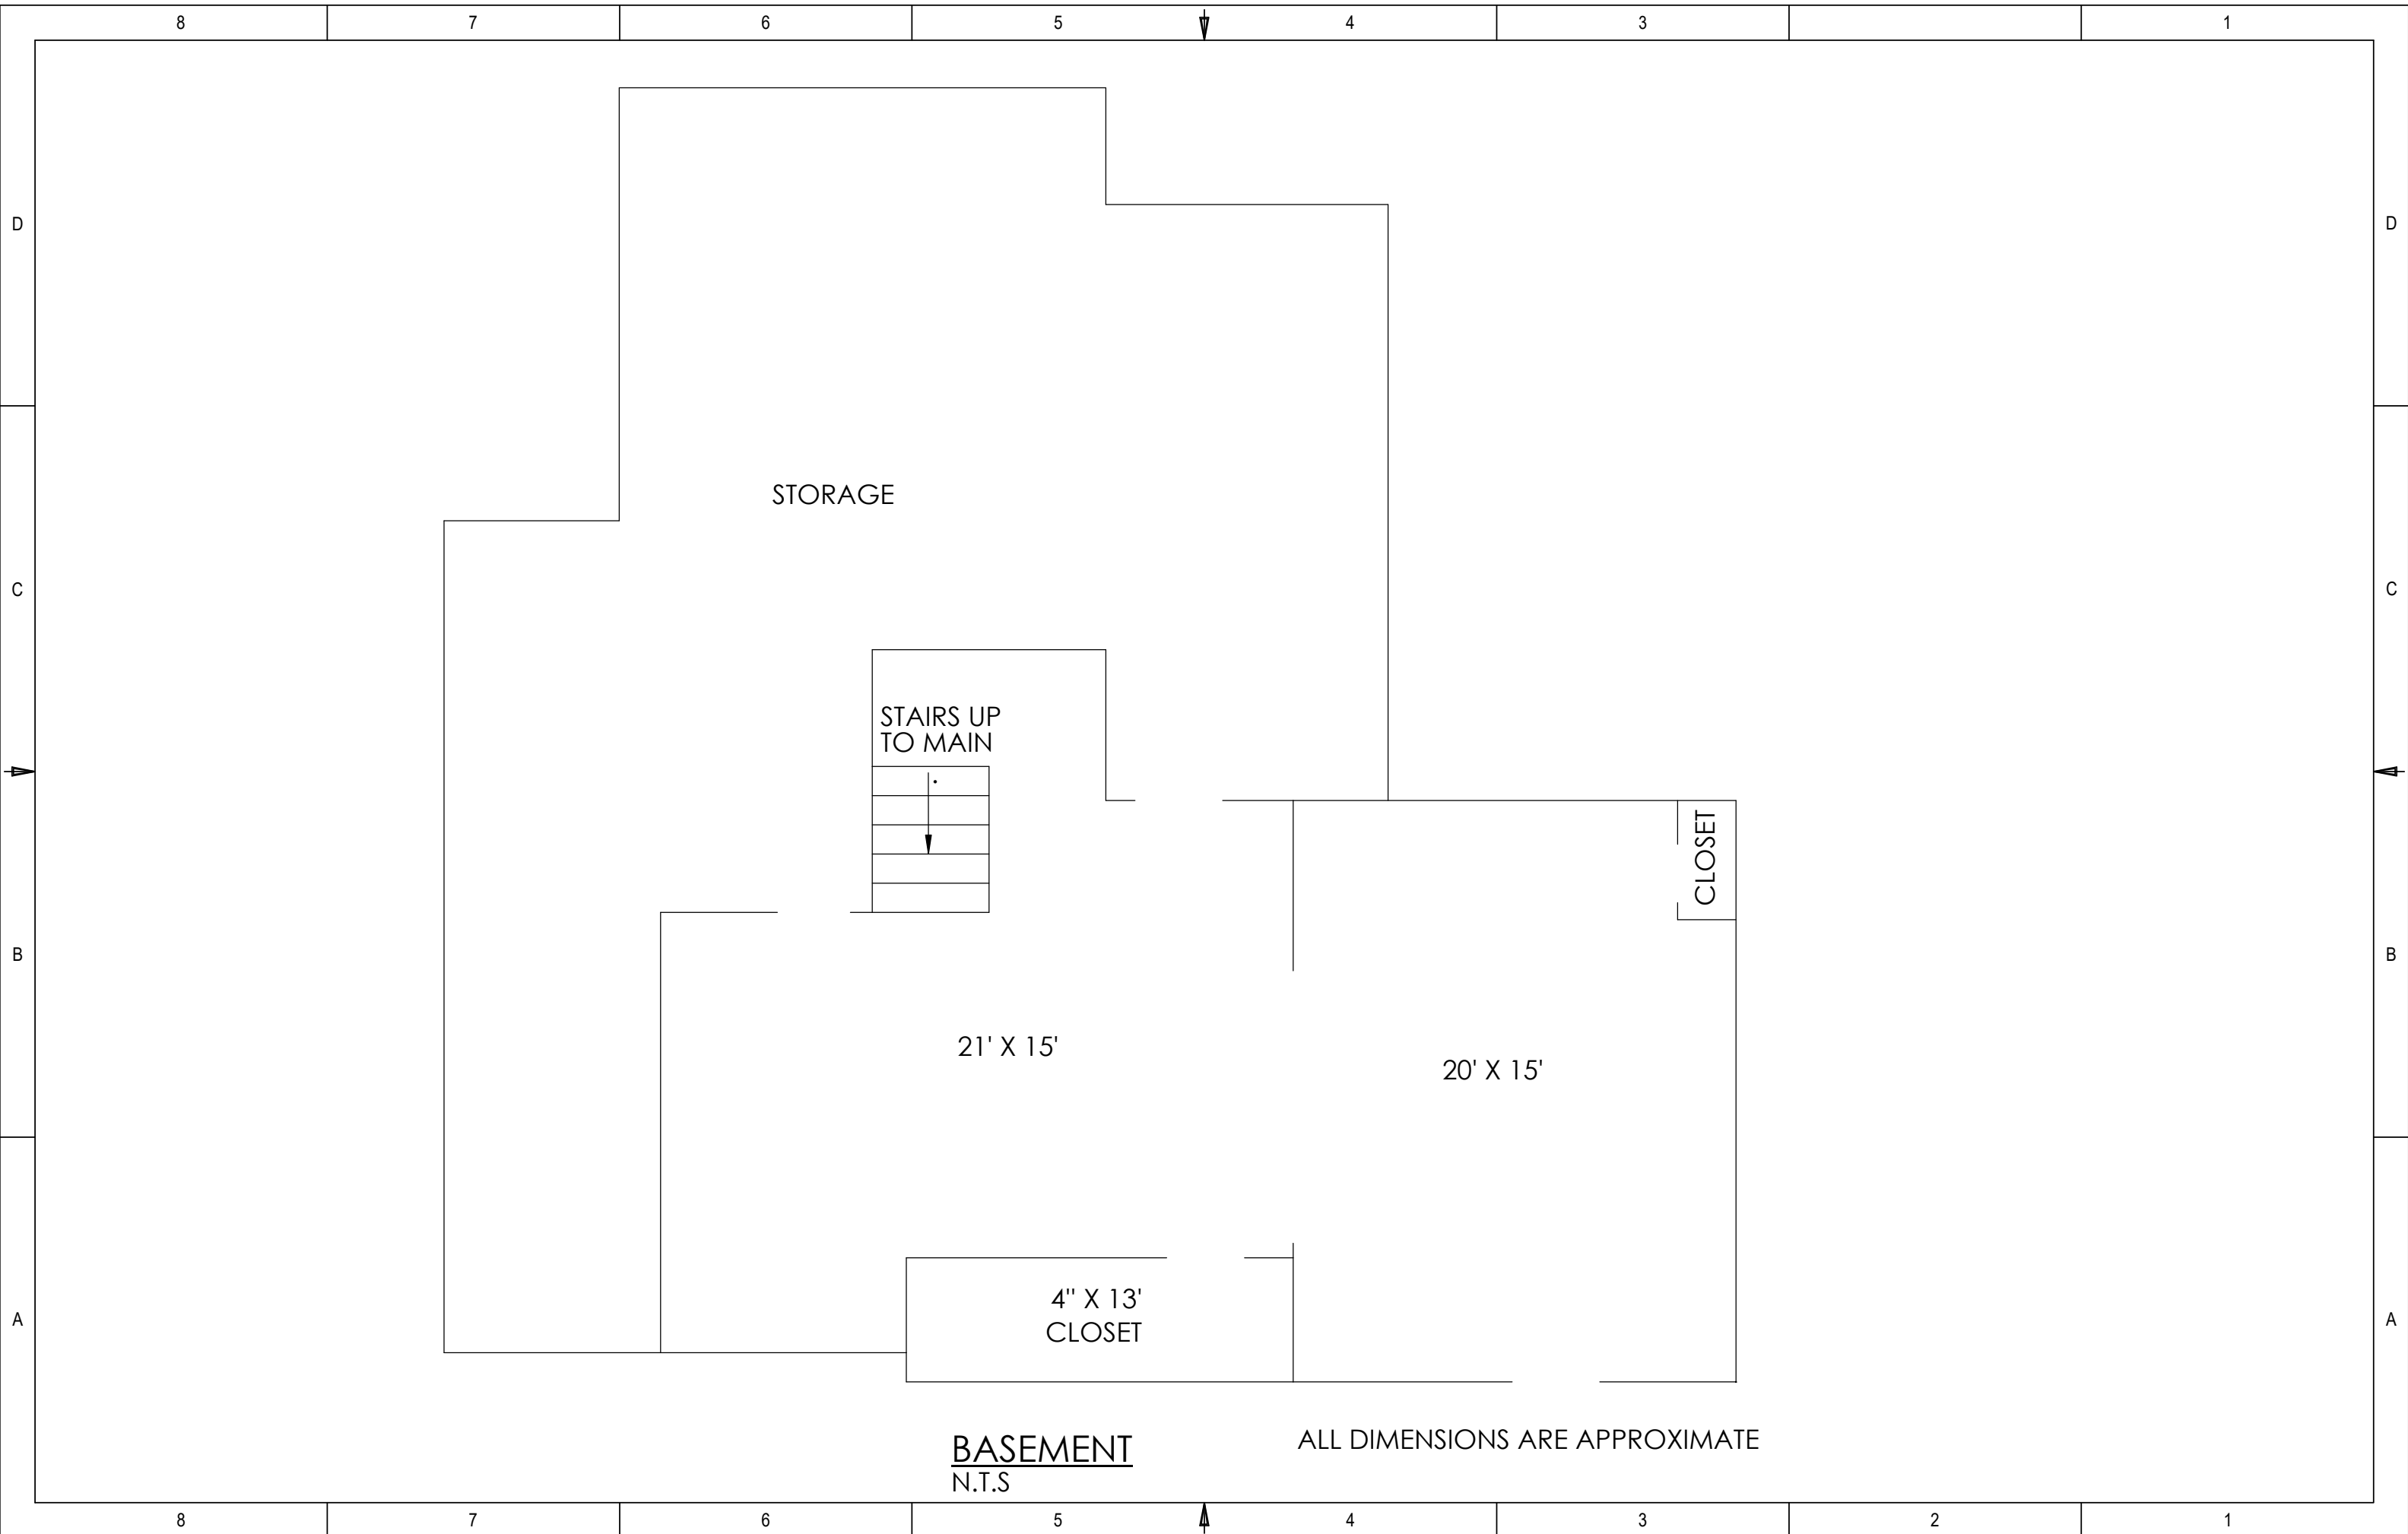 8 7 6 5 4 3 1
D D
STORAGE
C C
STAIRS UP
TO MAIN
CLOSET
B B
21' X 15'
20' X 15'
4" X 13'
CLOSET
A A
BASEMENT
ALL DIMENSIONS ARE APPROXIMATE
N.T.S
8 7 6 5 4 3 2 1